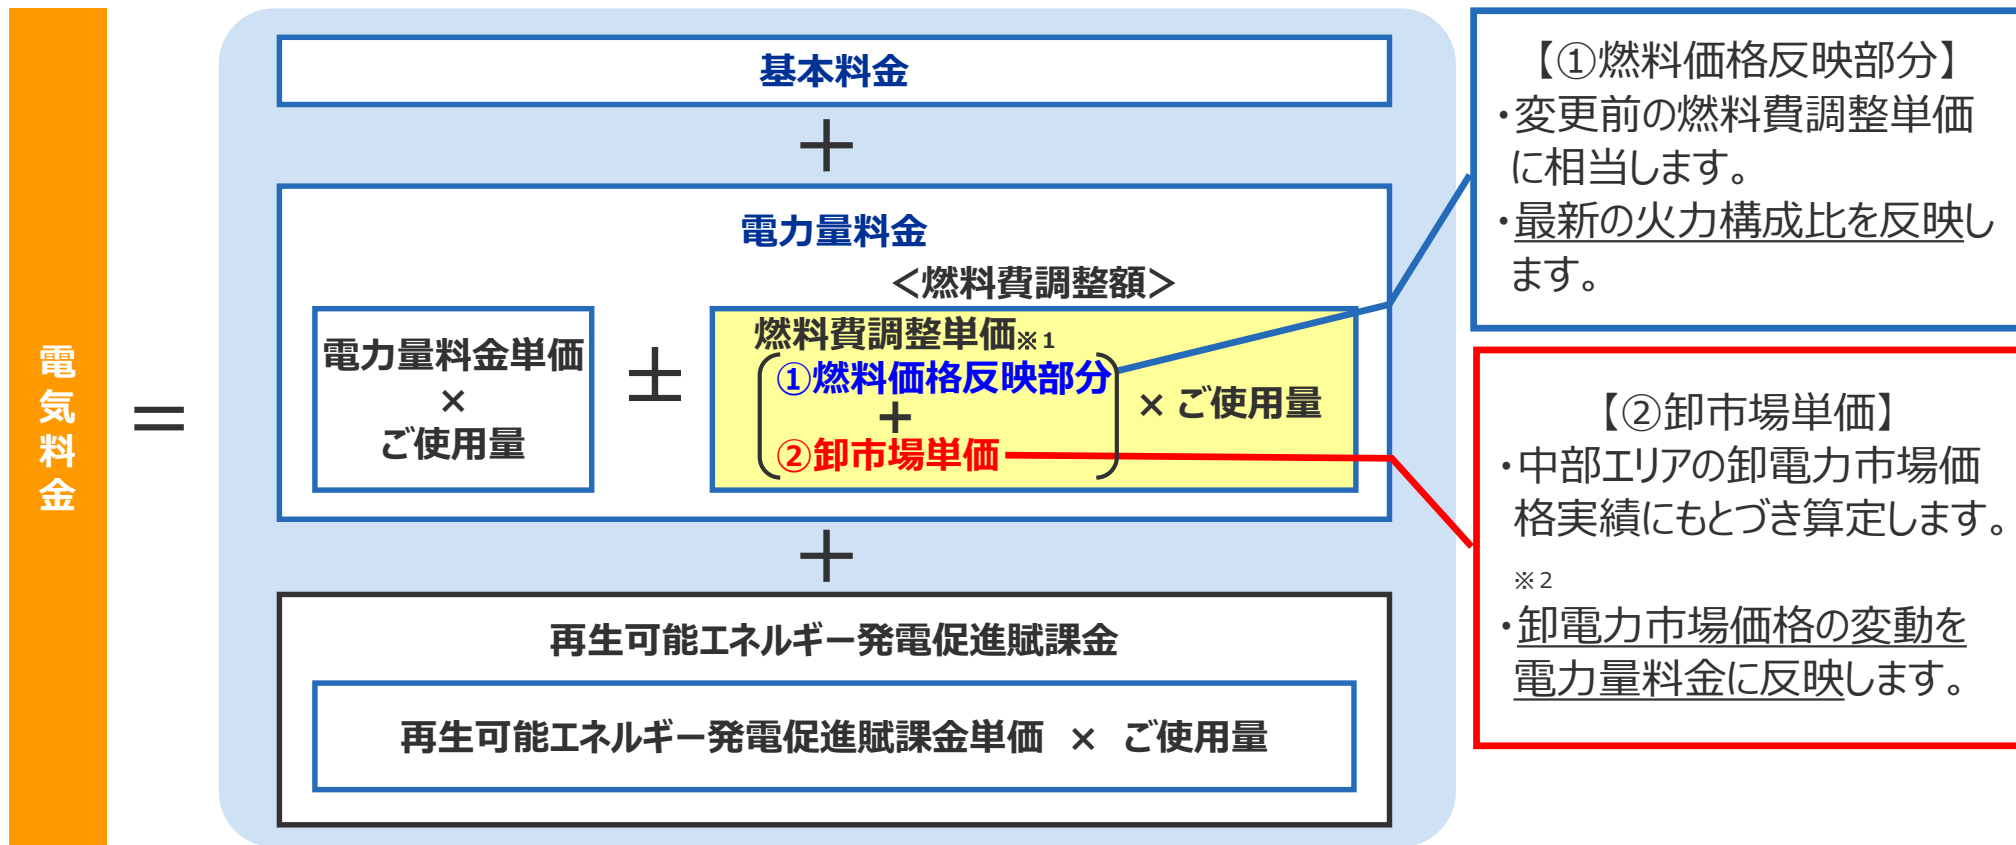 電気料金
＝
基本料金
＋
電力量料金
＜燃料費調整額＞
電力量料金単価
×
ご使用量
±
燃料費調整単価※1
①燃料価格反映部分
＋
②卸市場単価
× ご使用量
＋
再生可能エネルギー発電促進賦課金
再生可能エネルギー発電促進賦課金単価 × ご使用量
【①燃料価格反映部分】
・変更前の燃料費調整単価
に相当します。
・最新の火力構成比を反映し
ます。
【②卸市場単価】
・中部エリアの卸電力市場価
格実績にもとづき算定します。
※2
・卸電力市場価格の変動を
電力量料金に反映します。